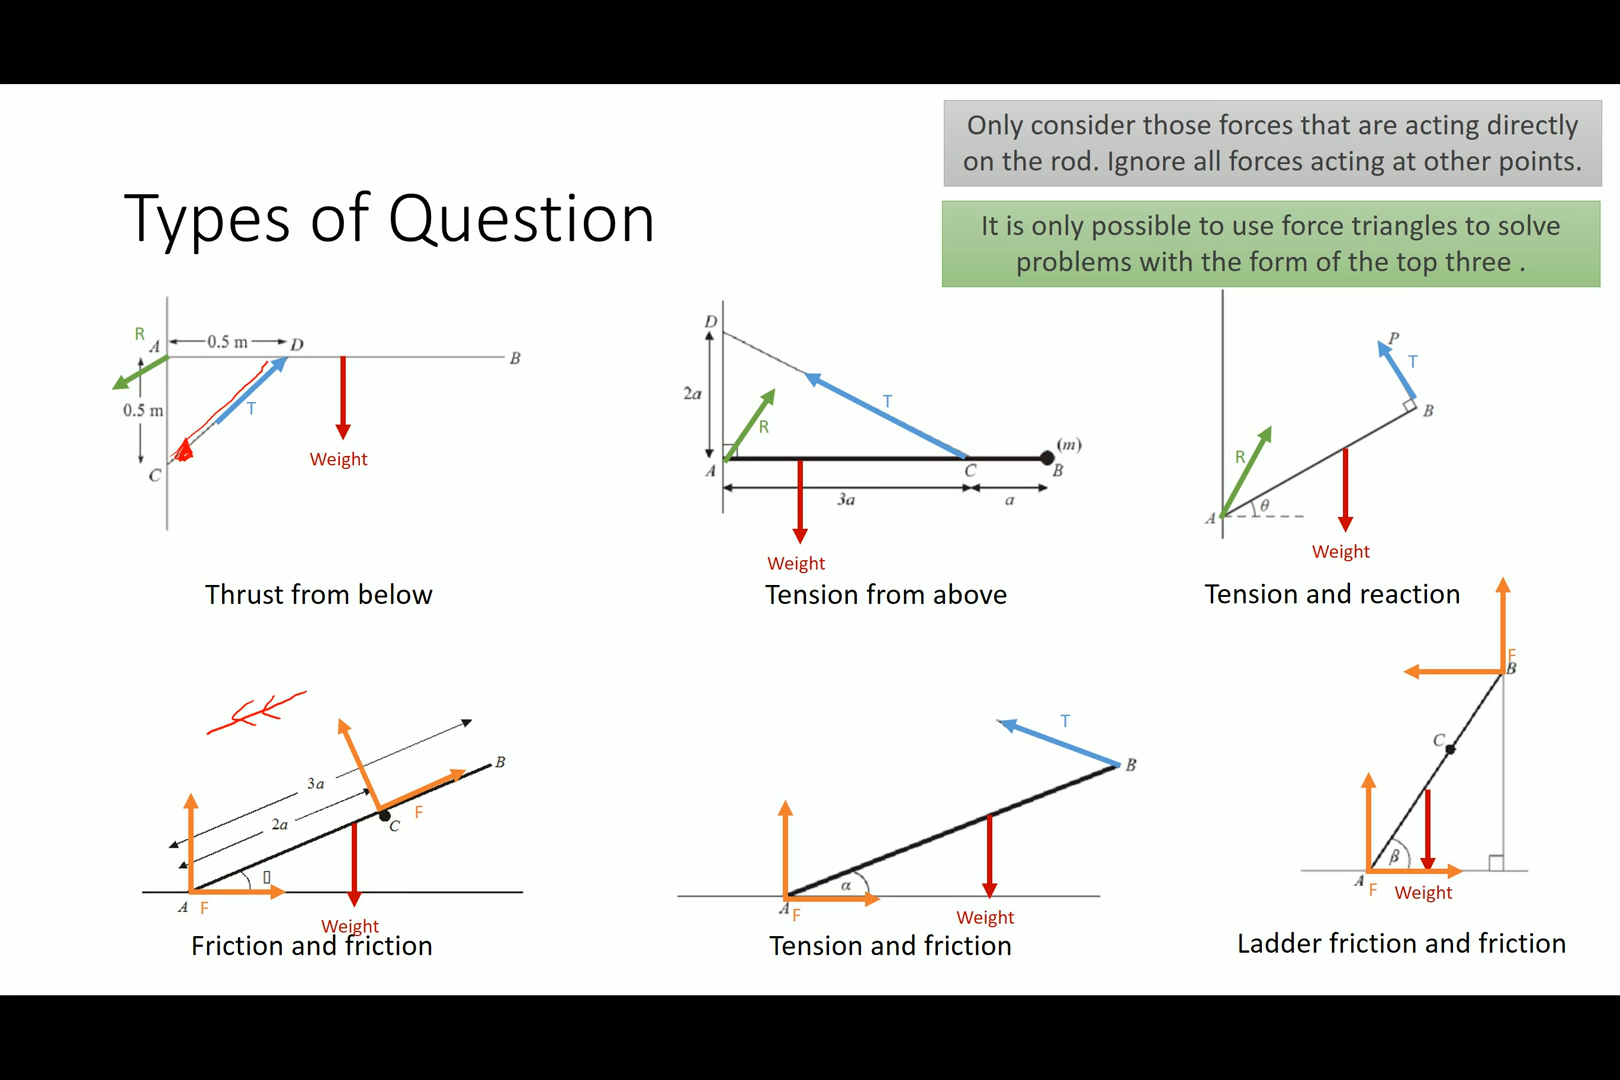 Only consider those forces that are acting directly
on the rod. Ignore all forces acting at other points.
Types of Question
It is only possible to use force triangles to solve
problems with the form of the top three .
R
A
0.5 m
D
B
0.5 m
T
C
Weight
Thrust from below
D
2a
T
R
(m)
A
C
B
3a
a
Weight
Tension from above
P
T
B
R
θ
A
Weight
Tension and reaction
3a
B
2a
F
C
A
F
Weight
Friction and friction
T
B
α
A
F
Weight
Tension and friction
F
B
C
β
A
F
Weight
Ladder friction and friction